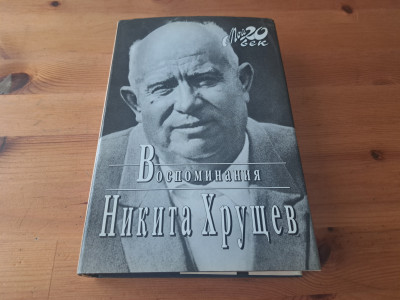 Мой 20
век
Воспоминания
Никита Хрущев